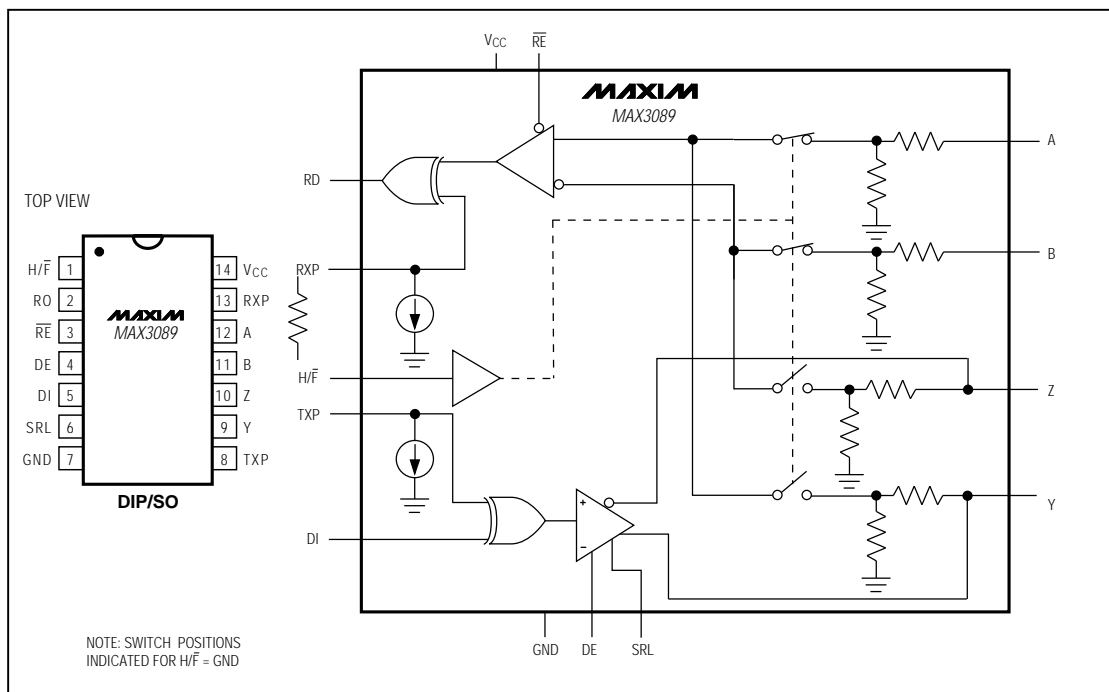 TOP VIEW
H/F̅ 1
RO 2
R̅E̅ 3
DE 4
DI 5
SRL 6
GND 7
MAXIM
MAX3089
14 VCC
13 RXP
12 A
11 B
10 Z
9 Y
8 TXP
DIP/SO
NOTE: SWITCH POSITIONS
INDICATED FOR H/F̅ = GND
VCC
R̅E̅
MAXIM
MAX3089
RD
RXP
H/F̅
TXP
DI
A
B
Z
Y
+
−
GND
DE
SRL